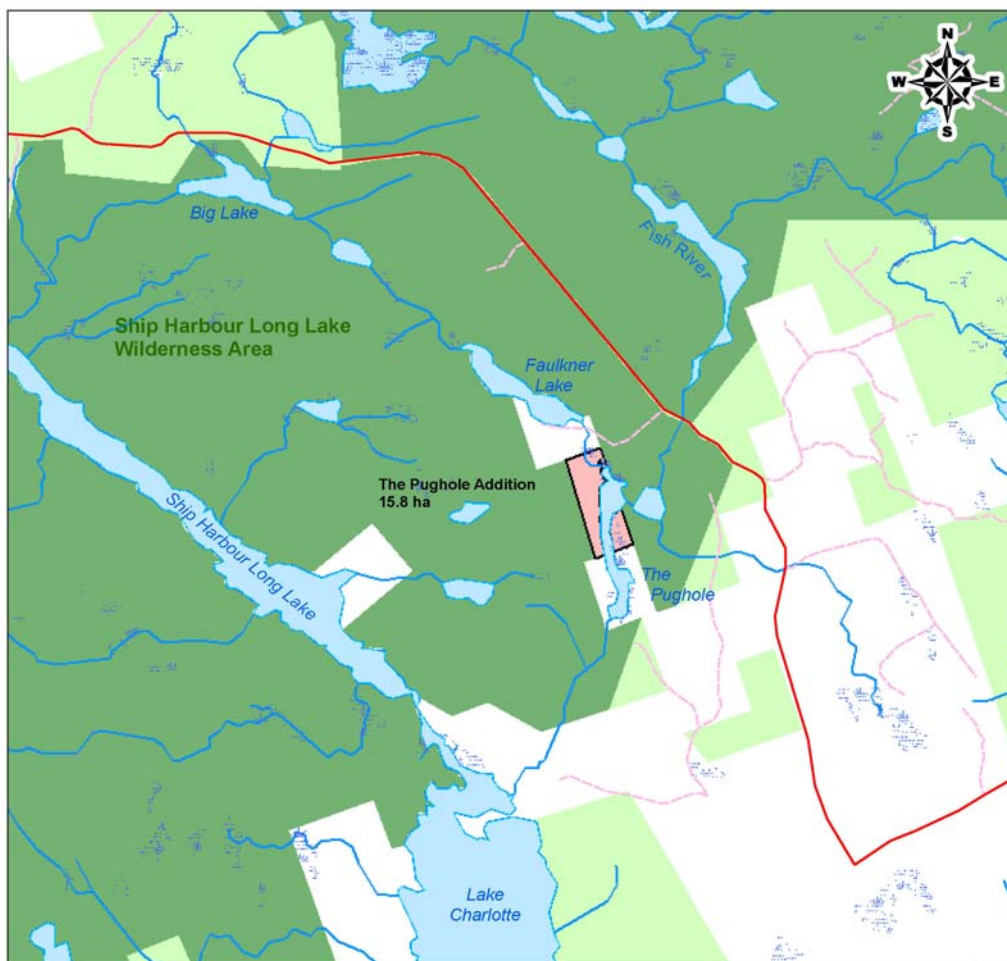 N
W E
S
Big Lake
Fish River
Ship Harbour Long Lake
Wilderness Area
Faulkner
Lake
The Pughole Addition
15.8 ha
Ship Harbour Long Lake
The
Pughole
Lake
Charlotte